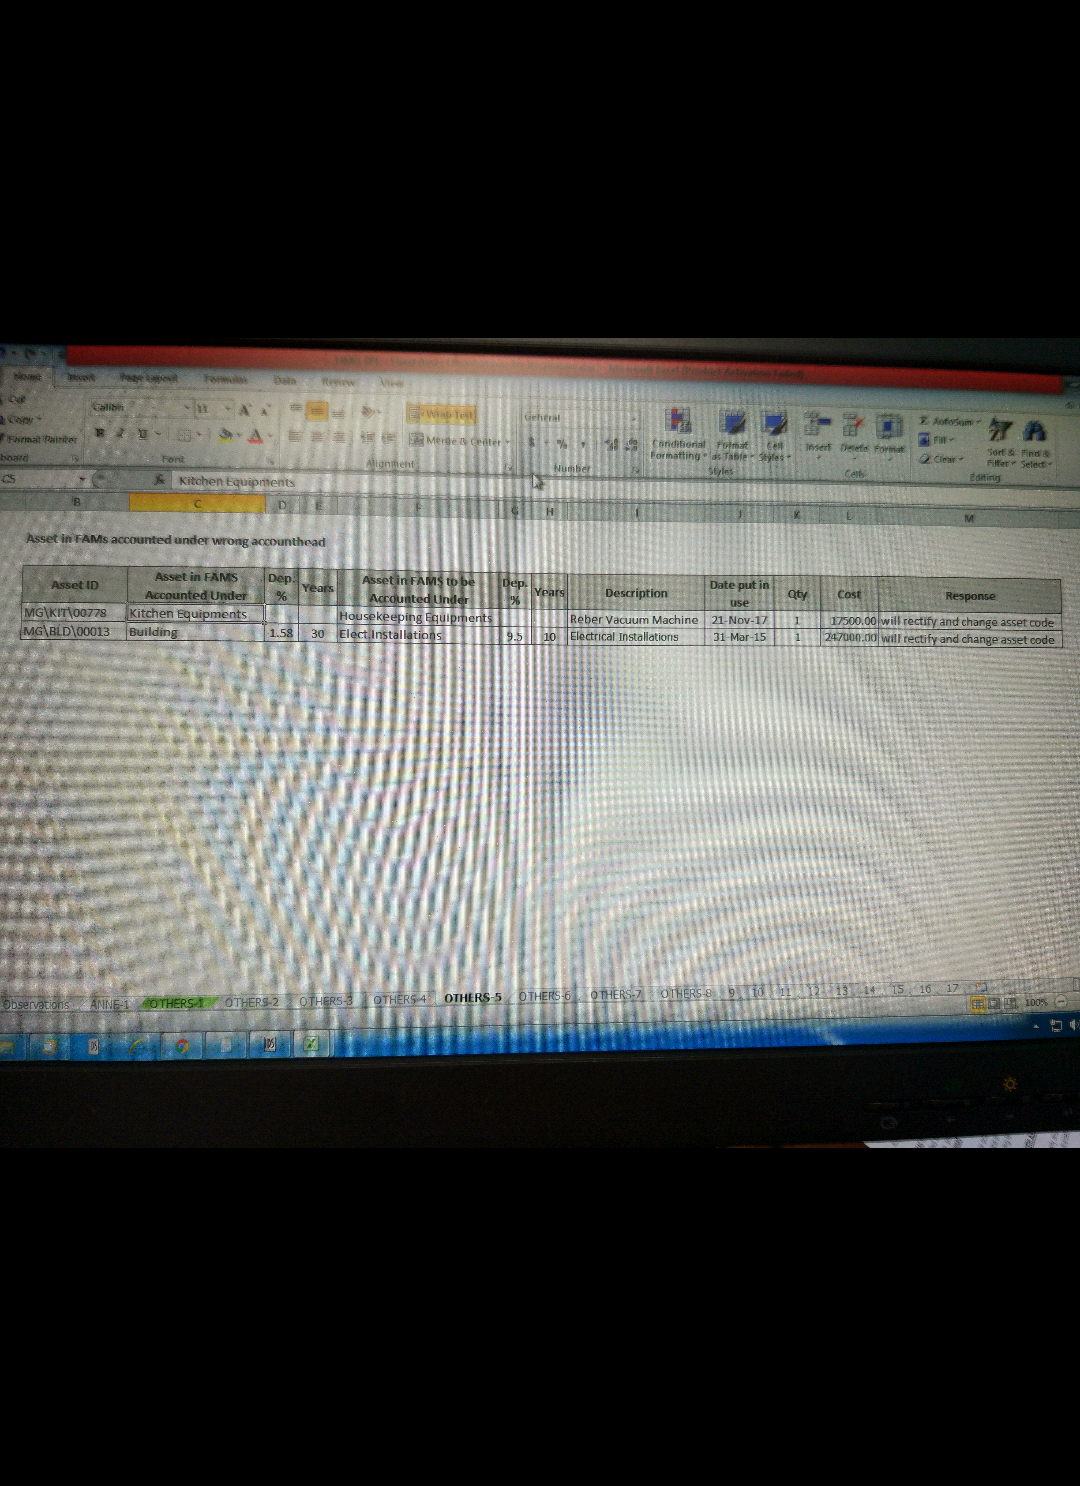 Microsoft Excel (Product Activation Failed)
Home Insert Page Layout Formulas Data Review View
Cut
Copy
Format Painter
Calibri 11
Wrap Text
Merge & Center
General
Conditional Formatting
Format as Table
Cell Styles
Insert Delete Format
AutoSum
Fill
Clear
Sort & Filter
Find & Select
board Font Alignment Number Styles Cells Editing
C5 Kitchen Equipments
B C D E F G H I J K L M
Asset in FAMs accounted under wrong accounthead
Asset ID | Asset in FAMS Accounted Under | Dep. % | Years | Asset in FAMS to be Accounted Under | Dep. % | Years | Description | Date put in use | Qty | Cost | Response
MG\KIT\00778 | Kitchen Equipments | | | Housekeeping Equipments | | | Reber Vacuum Machine | 21-Nov-17 | 1 | 17500.00 | will rectify and change asset code
MG\BLD\00013 | Building | 1.58 | 30 | Elect.Installations | 9.5 | 10 | Electrical Installations | 31-Mar-15 | 1 | 247000.00 | will rectify and change asset code
Observations ANNE-1 OTHERS-1 OTHERS-2 OTHERS-3 OTHERS-4 OTHERS-5 OTHERS-6 OTHERS-7 OTHERS-8 9 10 11 12 13 14 15 16 17
100%